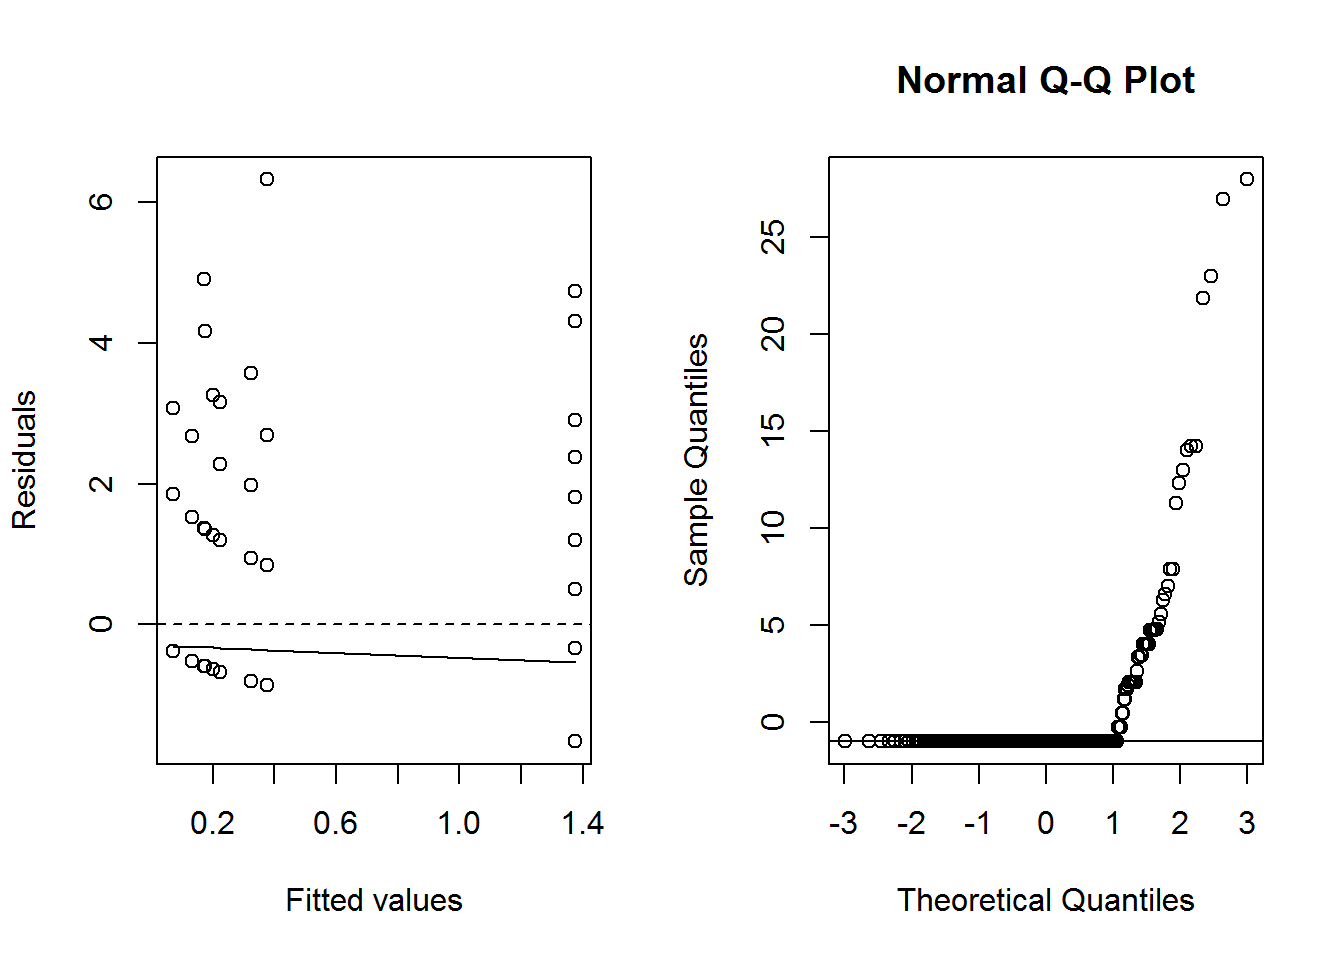 Normal Q-Q Plot
Residuals
0 2 4 6
0.2 0.6 1.0 1.4
Fitted values
Sample Quantiles
0 5 10 15 20 25
-3 -2 -1 0 1 2 3
Theoretical Quantiles